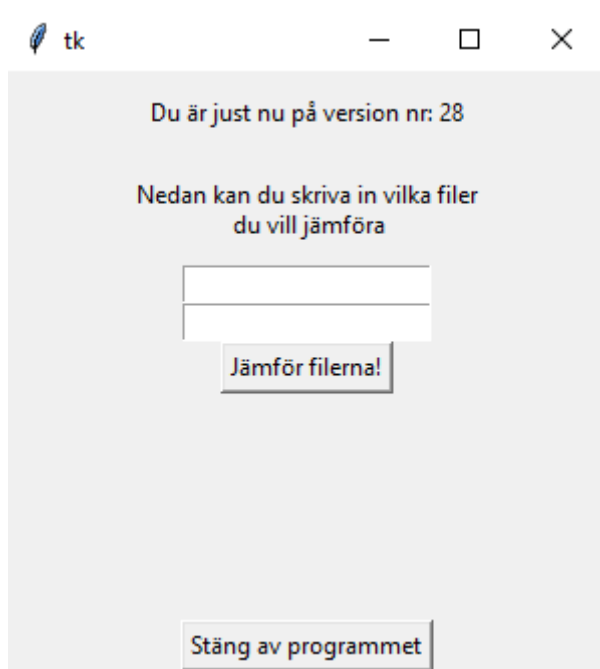 tk
Du är just nu på version nr: 28
Nedan kan du skriva in vilka filer
du vill jämföra
Jämför filerna!
Stäng av programmet